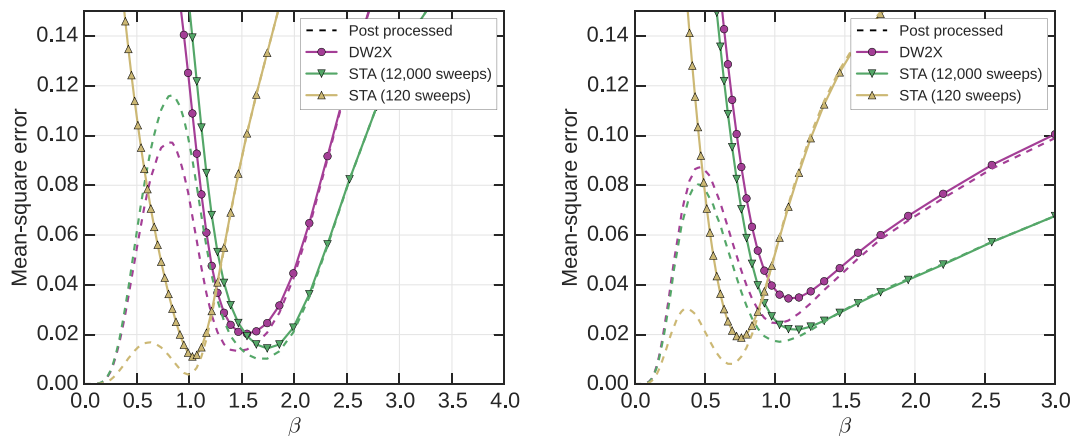 0.14
0.12
0.10
0.08
0.06
0.04
0.02
0.00
Mean-square error
0.0 0.5 1.0 1.5 2.0 2.5 3.0 3.5 4.0
β
Post processed
DW2X
STA (12,000 sweeps)
STA (120 sweeps)
0.14
0.12
0.10
0.08
0.06
0.04
0.02
0.00
Mean-square error
0.0 0.5 1.0 1.5 2.0 2.5 3.0
β
Post processed
DW2X
STA (12,000 sweeps)
STA (120 sweeps)